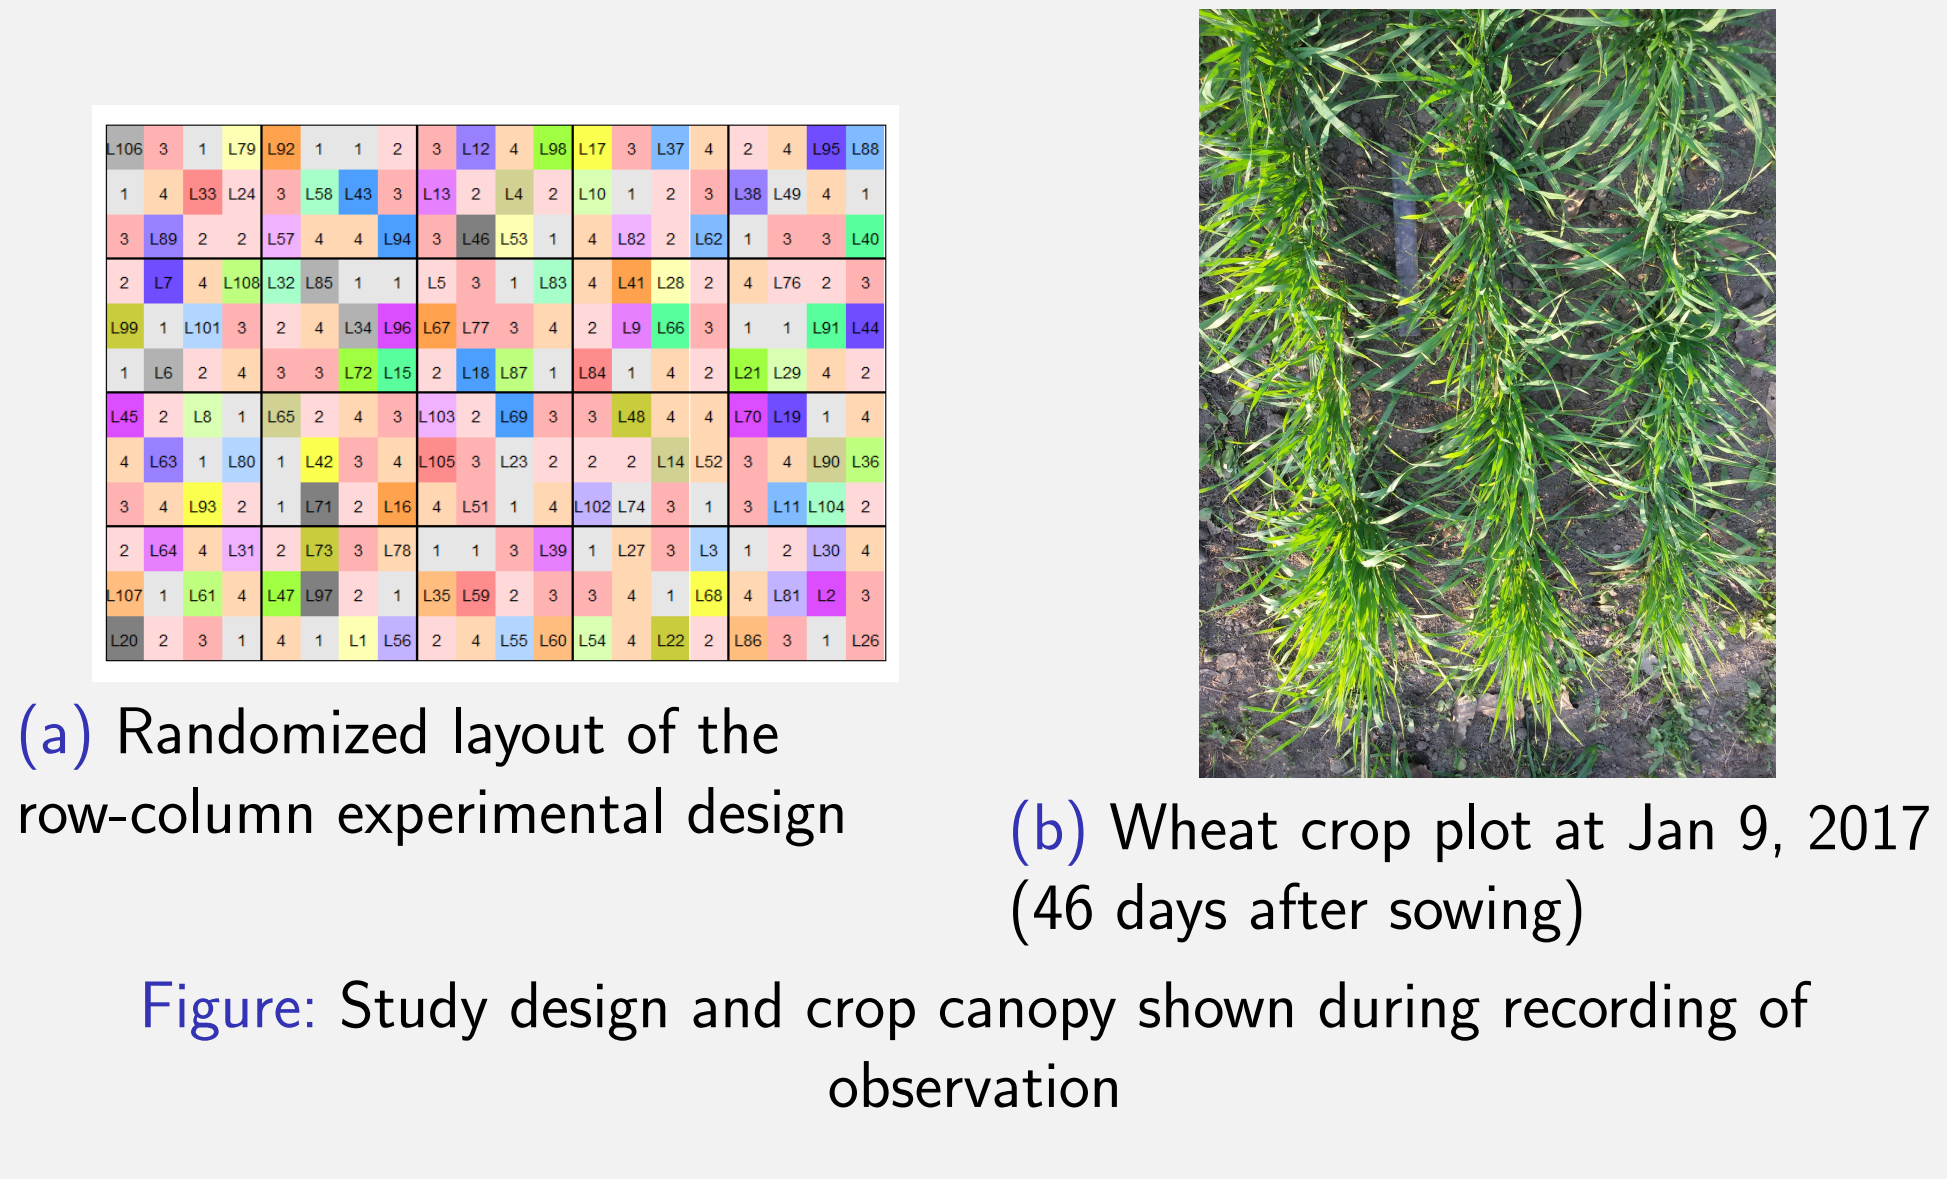 L106 3 1 L79 L92 1 1 2 3 L12 4 L98 L17 3 L37 4 2 4 L95 L88
1 4 L33 L24 3 L58 L43 3 L13 2 L4 2 L10 1 2 3 L38 L49 4 1
3 L89 2 2 L57 4 4 L94 3 L46 L53 1 4 L82 2 L62 1 3 3 L40
2 L7 4 L108 L32 L85 1 1 L5 3 1 L83 4 L41 L28 2 4 L76 2 3
L99 1 L101 3 2 4 L34 L96 L67 L77 3 4 2 L9 L66 3 1 1 L91 L44
1 L6 2 4 3 3 L72 L15 2 L18 L87 1 L84 1 4 2 L21 L29 4 2
L45 2 L8 1 L65 2 4 3 L103 2 L69 3 3 L48 4 4 L70 L19 1 4
4 L63 1 L80 1 L42 3 4 L105 3 L23 2 2 2 L14 L52 3 4 L90 L36
3 4 L93 2 1 L71 2 L16 4 L51 1 4 L102 L74 3 1 3 L11 L104 2
2 L64 4 L31 2 L73 3 L78 1 1 3 L39 1 L27 3 L3 1 2 L30 4
L107 1 L61 4 L47 L97 2 1 L35 L59 2 3 3 4 1 L68 4 L81 L2 3
L20 2 3 1 4 1 L1 L56 2 4 L55 L60 L54 4 L22 2 L86 3 1 L26
(a) Randomized layout of the
row-column experimental design
(b) Wheat crop plot at Jan 9, 2017
(46 days after sowing)
Figure: Study design and crop canopy shown during recording of
observation